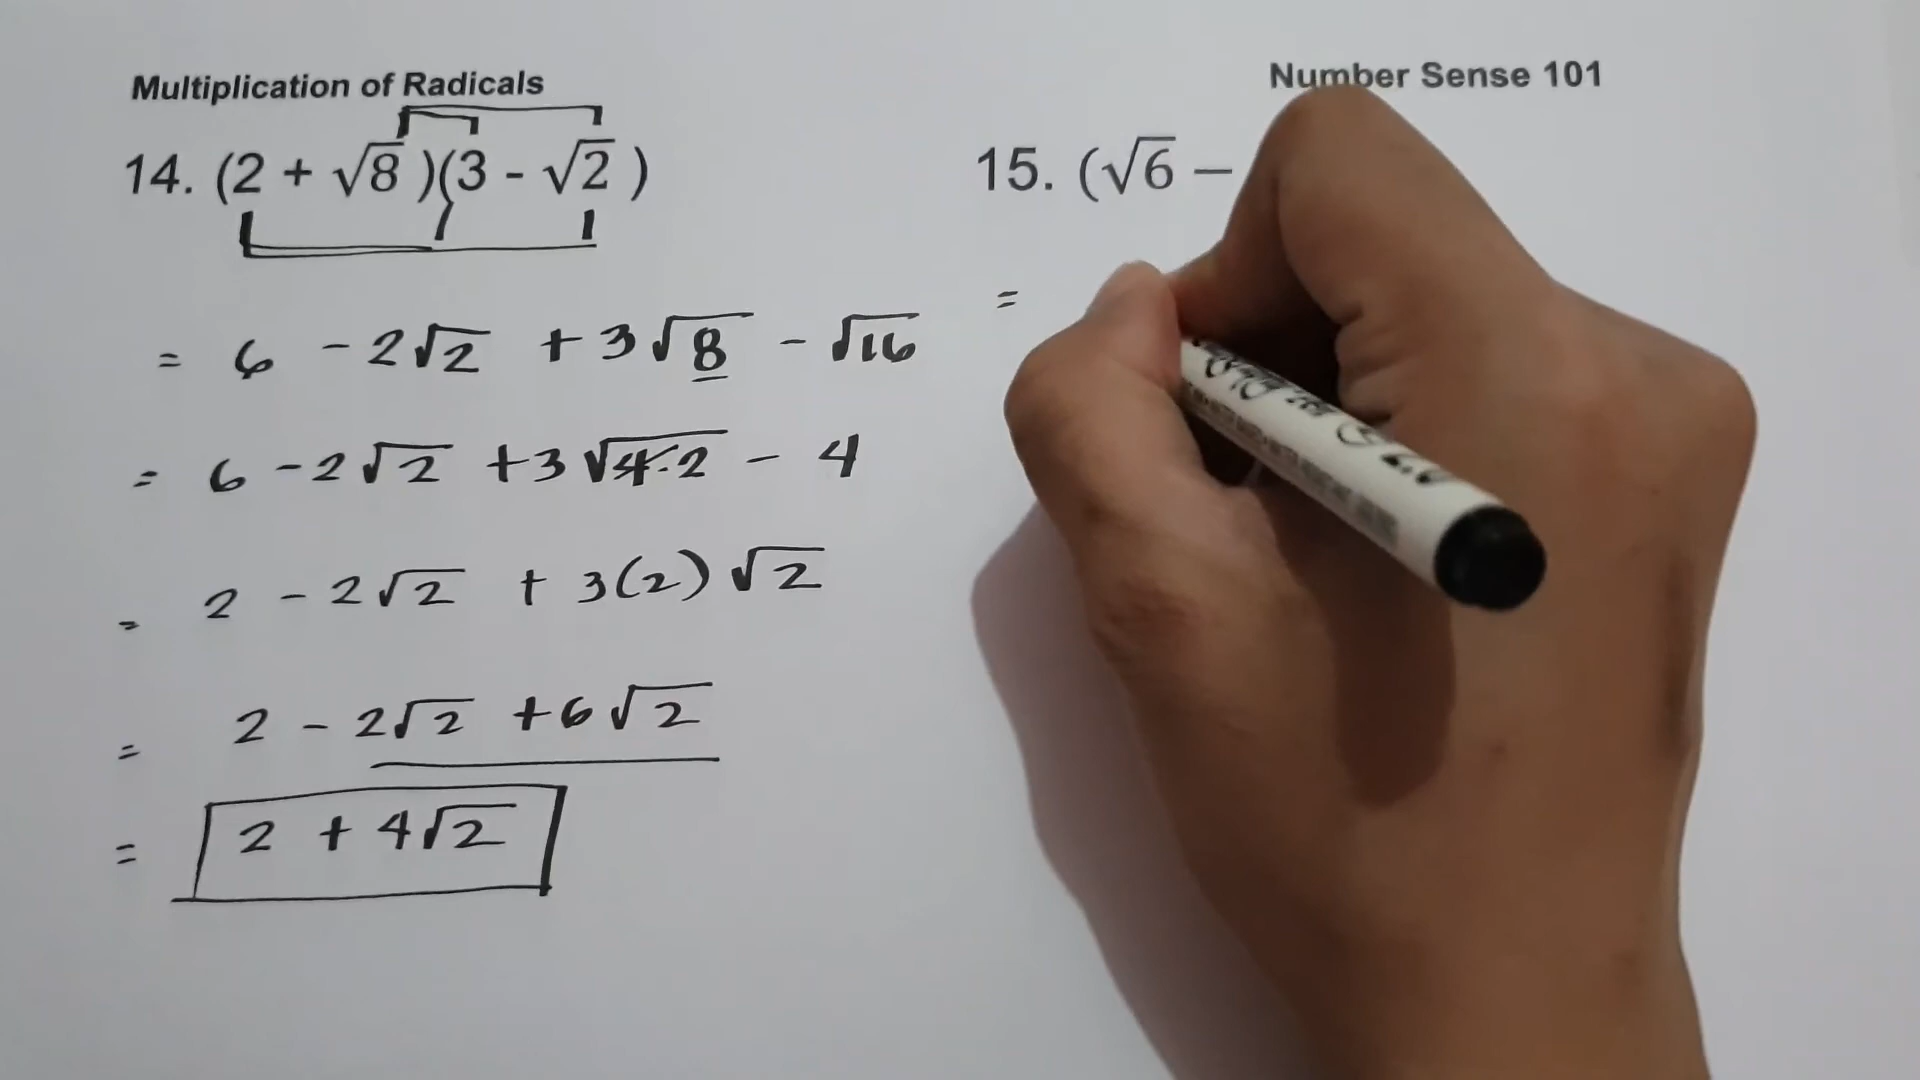 Multiplication of Radicals
Number Sense 101
14. (2 + √8 )(3 - √2 )
= 6 - 2√2 + 3√8 - √16
= 6 - 2√2 + 3√4·2 - 4
= 2 - 2√2 + 3(2) √2
= 2 - 2√2 + 6√2
= 2 + 4√2
15. (√6 –
=